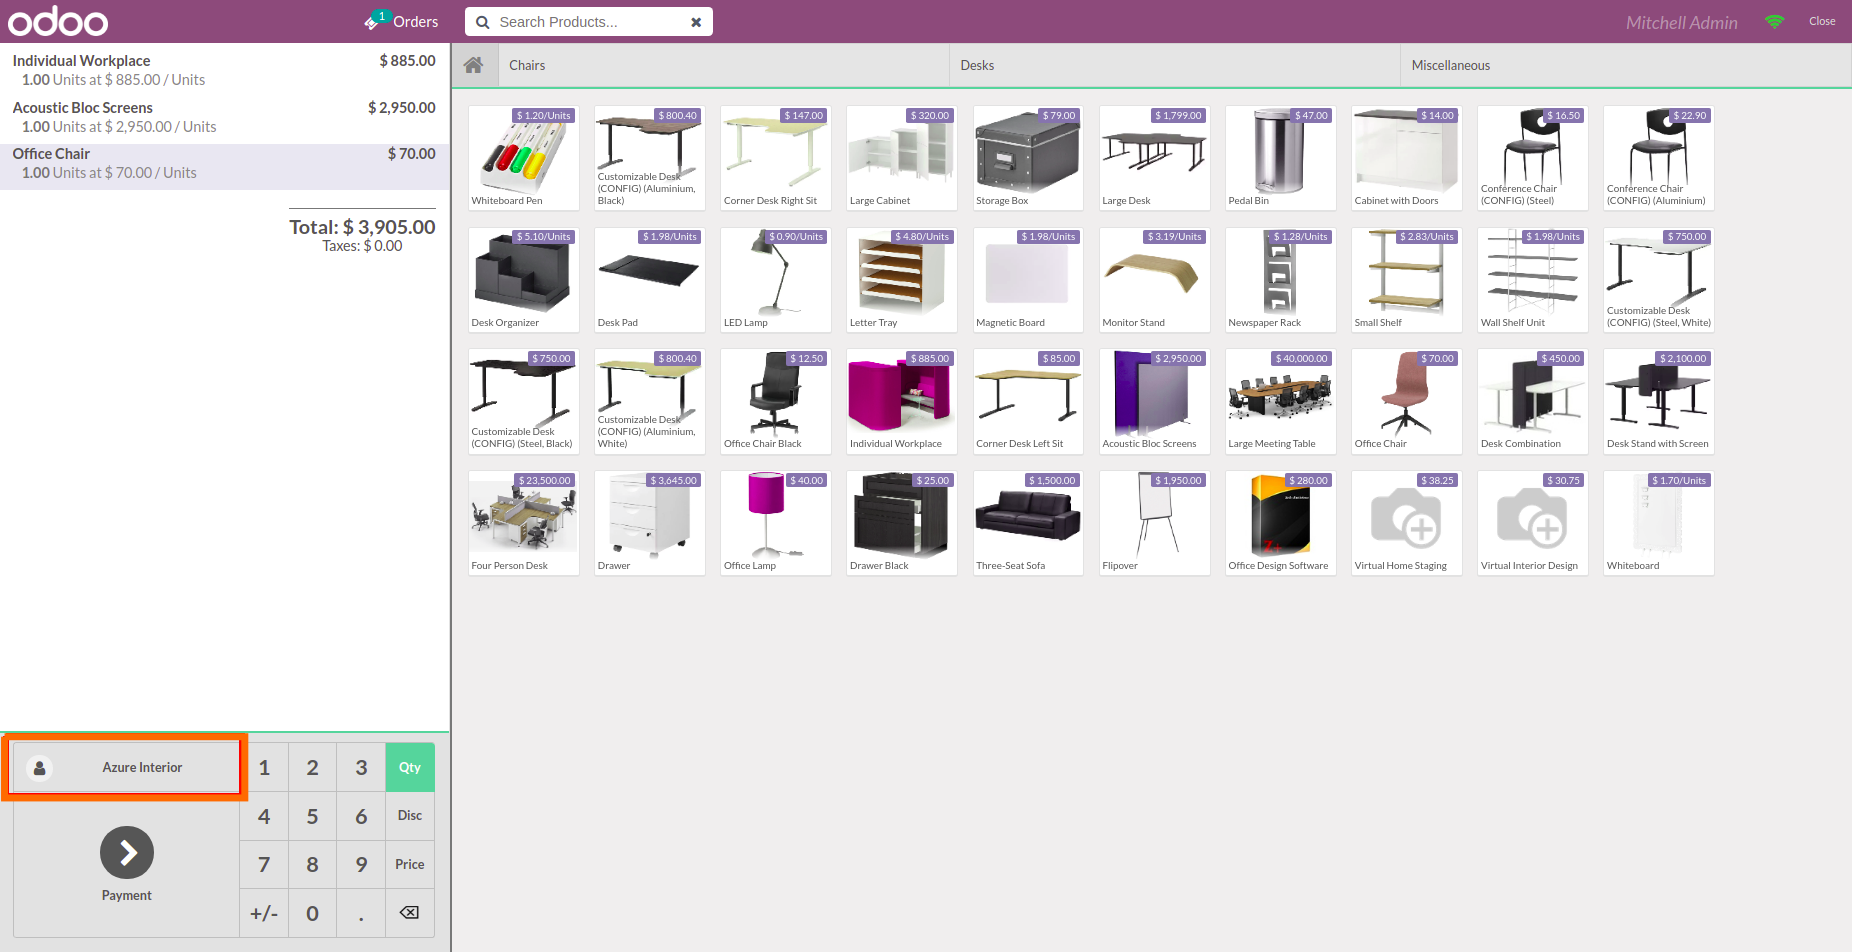 odoo
1
Orders
Search Products...
Mitchell Admin
Close
Individual Workplace $ 885.00
1.00 Units at $ 885.00 / Units
Acoustic Bloc Screens $ 2,950.00
1.00 Units at $ 2,950.00 / Units
Office Chair $ 70.00
1.00 Units at $ 70.00 / Units
Total: $ 3,905.00
Taxes: $ 0.00
Azure Interior
1 2 3 Qty
4 5 6 Disc
7 8 9 Price
+/- 0 .
Payment
Chairs
Desks
Miscellaneous
$ 1.20/Units
Whiteboard Pen
$ 800.40
Customizable Desk
(CONFIG) (Aluminium,
Black)
$ 147.00
Corner Desk Right Sit
$ 320.00
Large Cabinet
$ 79.00
Storage Box
$ 1,799.00
Large Desk
$ 47.00
Pedal Bin
$ 14.00
Cabinet with Doors
$ 16.50
Conference Chair
(CONFIG) (Steel)
$ 22.90
Conference Chair
(CONFIG) (Aluminium)
$ 5.10/Units
Desk Organizer
$ 1.98/Units
Desk Pad
$ 0.90/Units
LED Lamp
$ 4.80/Units
Letter Tray
$ 1.98/Units
Magnetic Board
$ 3.19/Units
Monitor Stand
$ 1.28/Units
Newspaper Rack
$ 2.83/Units
Small Shelf
$ 1.98/Units
Wall Shelf Unit
$ 750.00
Customizable Desk
(CONFIG) (Steel, White)
$ 750.00
Customizable Desk
(CONFIG) (Steel, Black)
$ 800.40
Customizable Desk
(CONFIG) (Aluminium,
White)
$ 12.50
Office Chair Black
$ 885.00
Individual Workplace
$ 85.00
Corner Desk Left Sit
$ 2,950.00
Acoustic Bloc Screens
$ 40,000.00
Large Meeting Table
$ 70.00
Office Chair
$ 450.00
Desk Combination
$ 2,100.00
Desk Stand with Screen
$ 23,500.00
Four Person Desk
$ 3,645.00
Drawer
$ 40.00
Office Lamp
$ 25.00
Drawer Black
$ 1,500.00
Three-Seat Sofa
$ 1,950.00
Flipover
$ 280.00
Office Design Software
$ 38.25
Virtual Home Staging
$ 30.75
Virtual Interior Design
$ 1.70/Units
Whiteboard